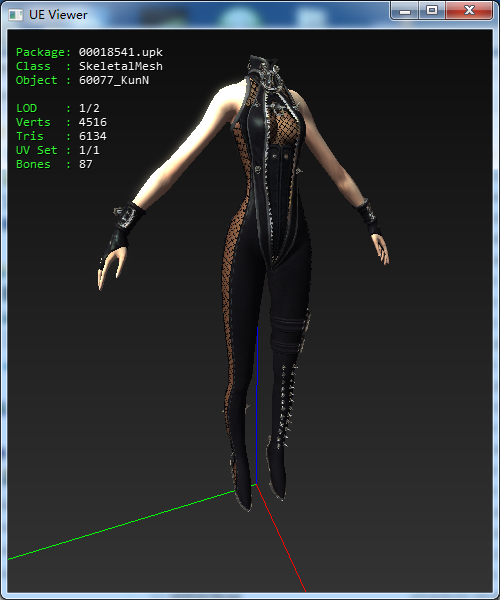 UE Viewer
Package: 00018541.upk
Class : SkeletalMesh
Object : 60077_KunN
LOD : 1/2
Verts : 4516
Tris : 6134
UV Set : 1/1
Bones : 87